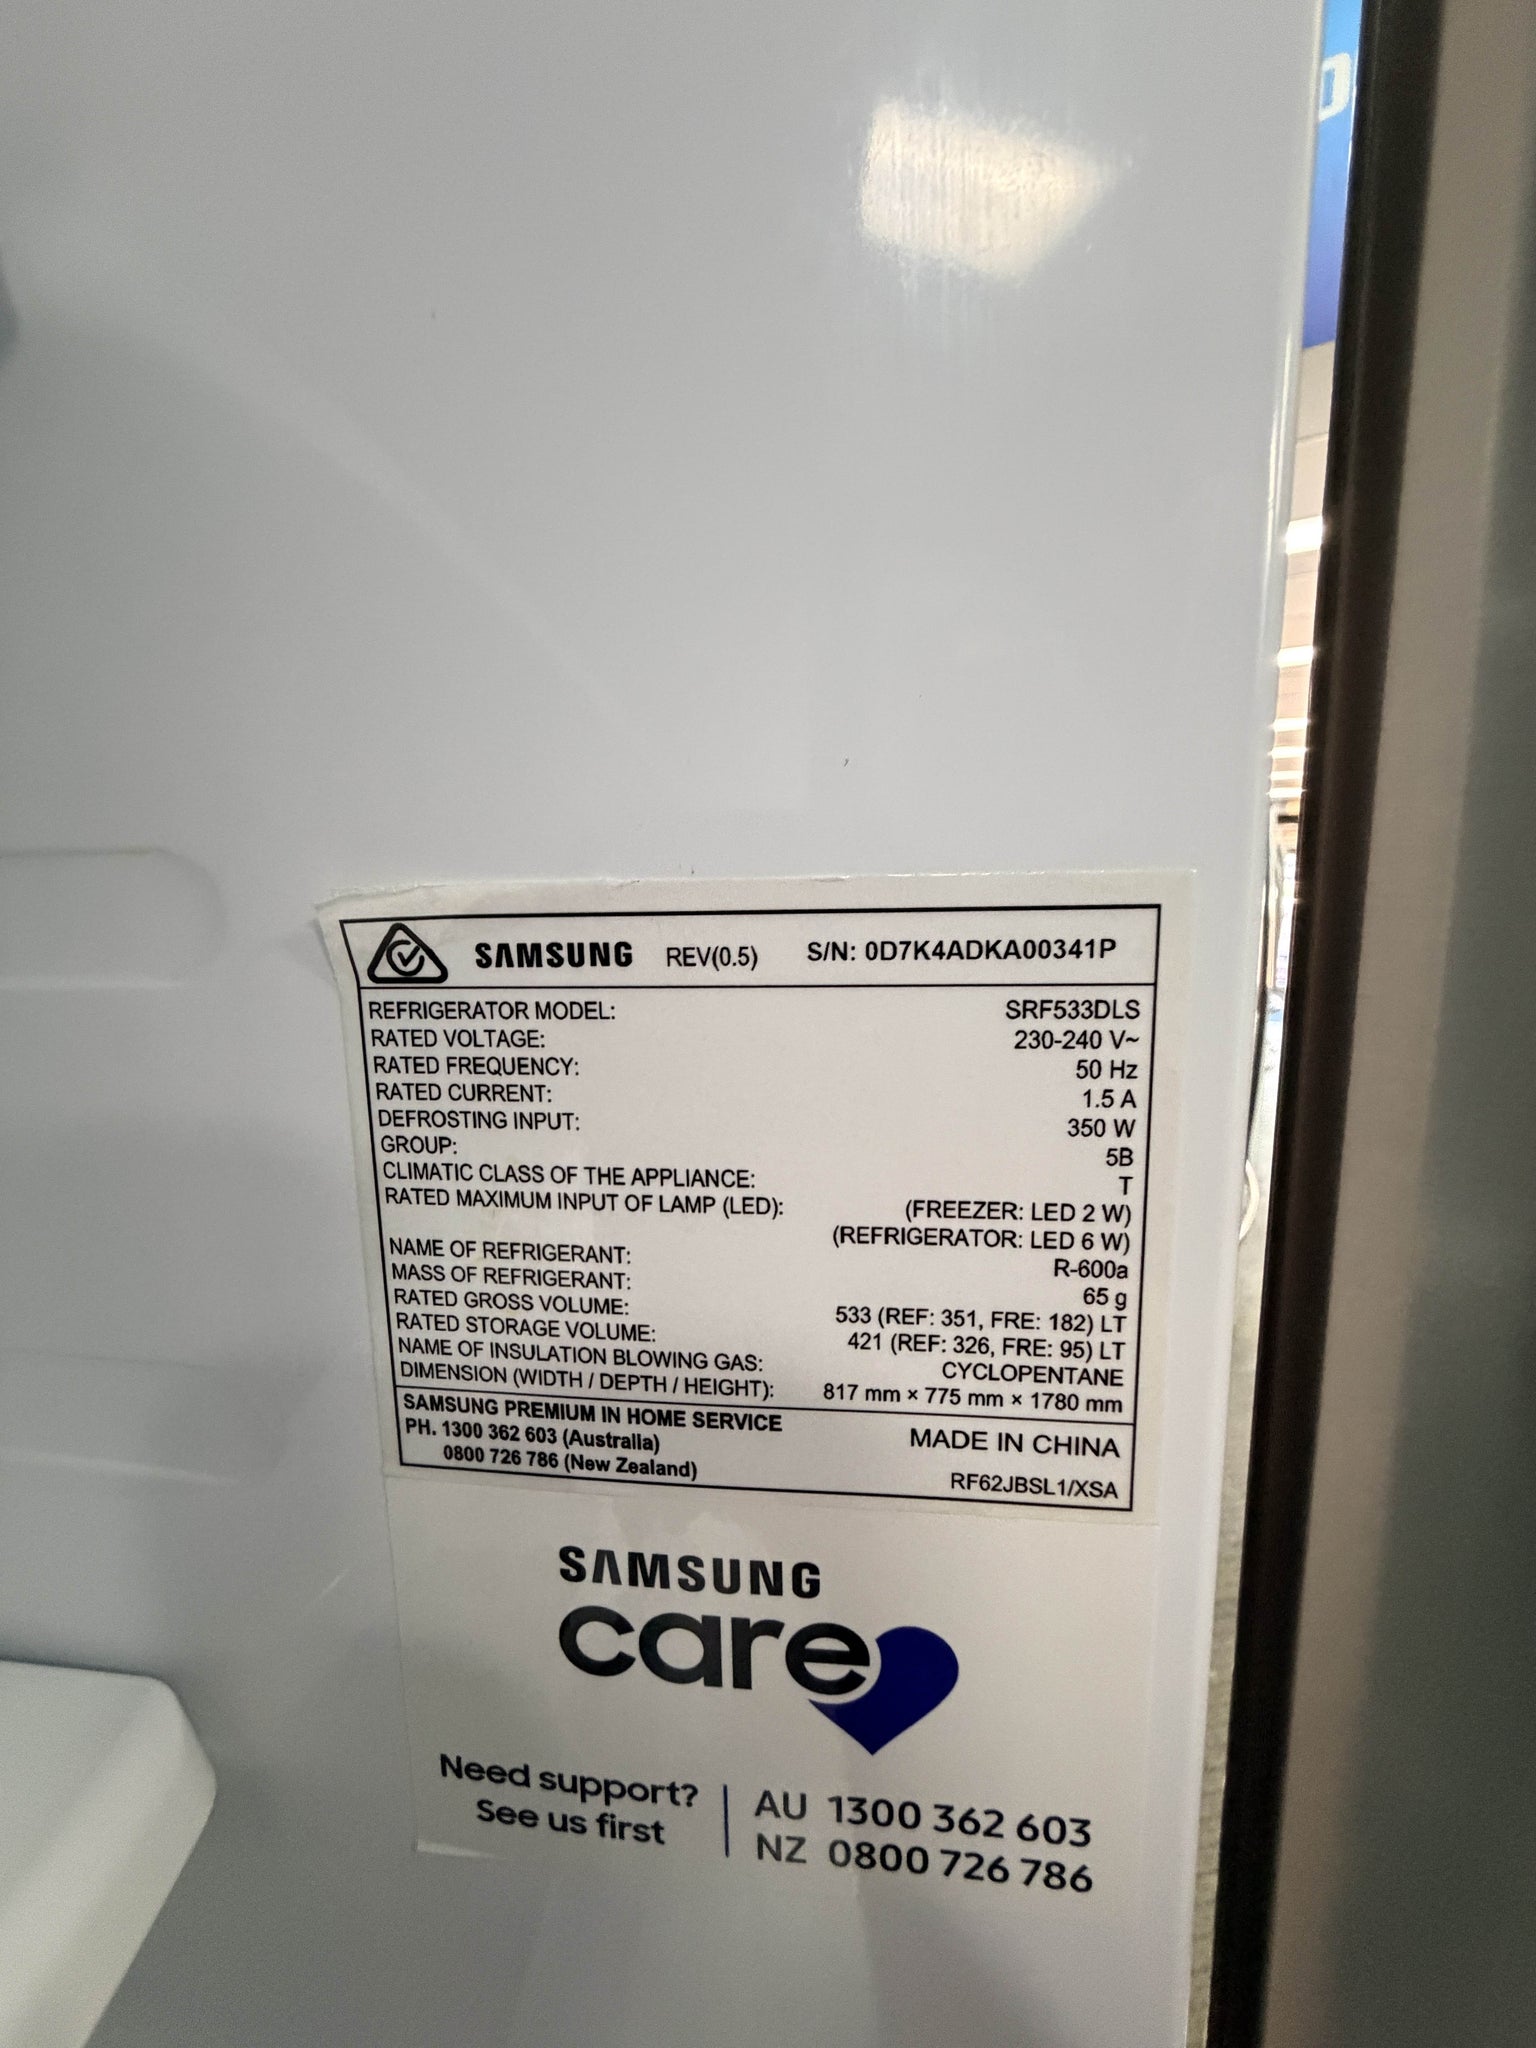 SAMSUNG REV(0.5) S/N: 0D7K4ADKA00341P
REFRIGERATOR MODEL: SRF533DLS
RATED VOLTAGE: 230-240 V~
RATED FREQUENCY: 50 Hz
RATED CURRENT: 1.5 A
DEFROSTING INPUT: 350 W
GROUP: 5B
CLIMATIC CLASS OF THE APPLIANCE: T
RATED MAXIMUM INPUT OF LAMP (LED): (FREEZER: LED 2 W)
(REFRIGERATOR: LED 6 W)
NAME OF REFRIGERANT: R-600a
MASS OF REFRIGERANT: 65 g
RATED GROSS VOLUME: 533 (REF: 351, FRE: 182) LT
RATED STORAGE VOLUME: 421 (REF: 326, FRE: 95) LT
NAME OF INSULATION BLOWING GAS: CYCLOPENTANE
DIMENSION (WIDTH / DEPTH / HEIGHT): 817 mm × 775 mm × 1780 mm
SAMSUNG PREMIUM IN HOME SERVICE
PH. 1300 362 603 (Australia)
0800 726 786 (New Zealand)
MADE IN CHINA
RF62JBSL1/XSA
SAMSUNG
care
Need support?
See us first
AU 1300 362 603
NZ 0800 726 786